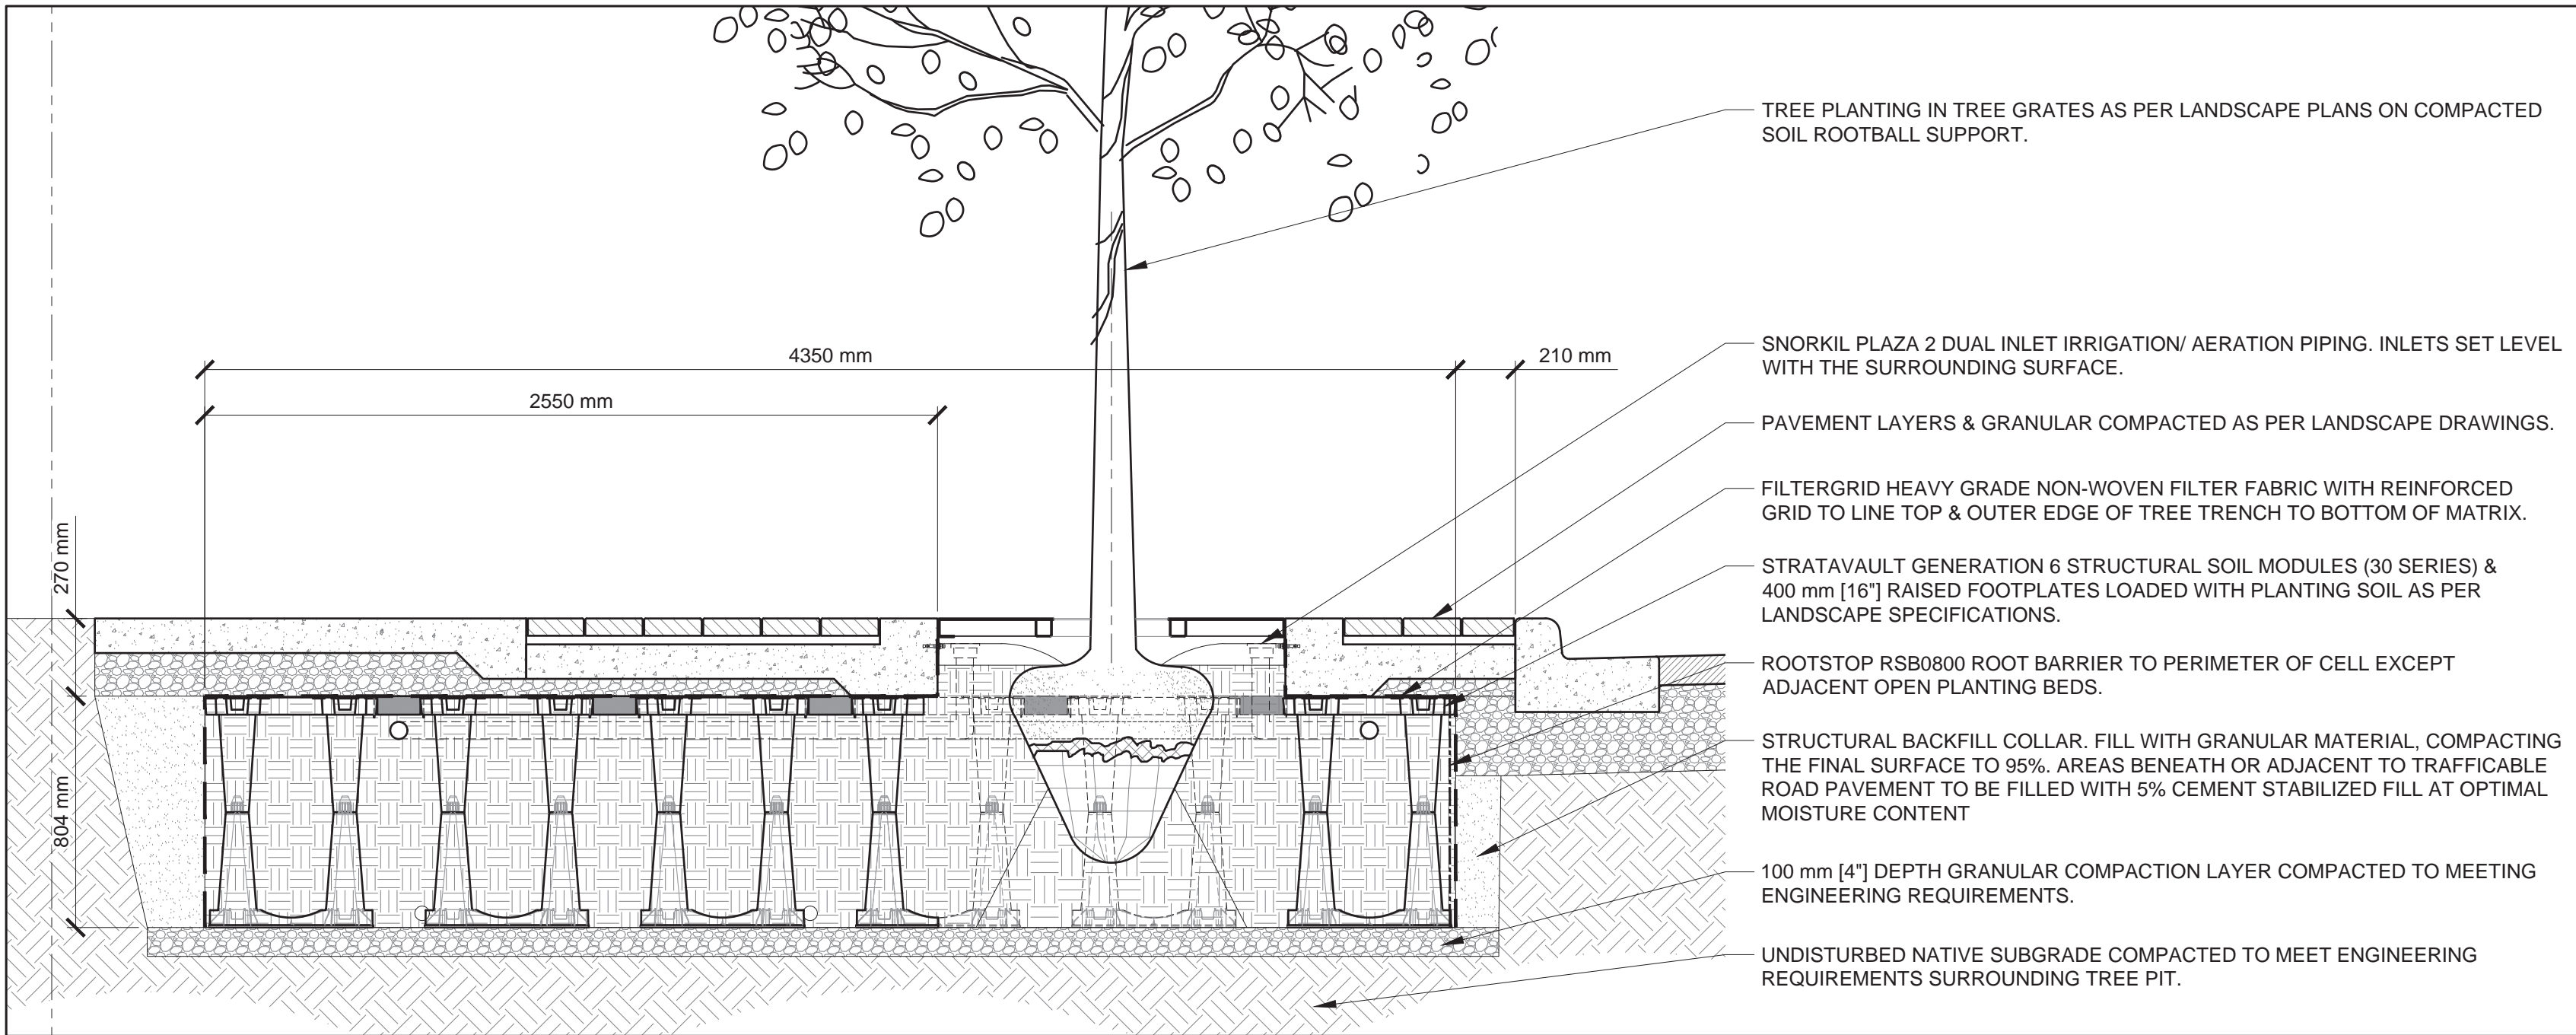 TREE PLANTING IN TREE GRATES AS PER LANDSCAPE PLANS ON COMPACTED
SOIL ROOTBALL SUPPORT.
SNORKIL PLAZA 2 DUAL INLET IRRIGATION/ AERATION PIPING. INLETS SET LEVEL
WITH THE SURROUNDING SURFACE.
4350 mm
210 mm
2550 mm
PAVEMENT LAYERS & GRANULAR COMPACTED AS PER LANDSCAPE DRAWINGS.
FILTERGRID HEAVY GRADE NON-WOVEN FILTER FABRIC WITH REINFORCED
GRID TO LINE TOP & OUTER EDGE OF TREE TRENCH TO BOTTOM OF MATRIX.
270 mm
STRATAVAULT GENERATION 6 STRUCTURAL SOIL MODULES (30 SERIES) &
400 mm [16"] RAISED FOOTPLATES LOADED WITH PLANTING SOIL AS PER
LANDSCAPE SPECIFICATIONS.
ROOTSTOP RSB0800 ROOT BARRIER TO PERIMETER OF CELL EXCEPT
ADJACENT OPEN PLANTING BEDS.
STRUCTURAL BACKFILL COLLAR. FILL WITH GRANULAR MATERIAL, COMPACTING
THE FINAL SURFACE TO 95%. AREAS BENEATH OR ADJACENT TO TRAFFICABLE
ROAD PAVEMENT TO BE FILLED WITH 5% CEMENT STABILIZED FILL AT OPTIMAL
MOISTURE CONTENT
804 mm
100 mm [4"] DEPTH GRANULAR COMPACTION LAYER COMPACTED TO MEETING
ENGINEERING REQUIREMENTS.
UNDISTURBED NATIVE SUBGRADE COMPACTED TO MEET ENGINEERING
REQUIREMENTS SURROUNDING TREE PIT.